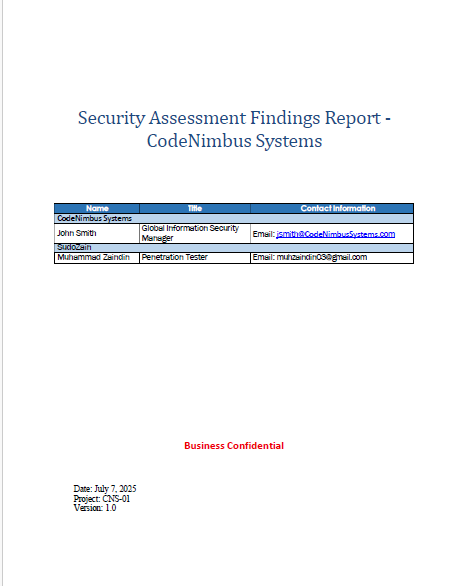 Security Assessment Findings Report -
CodeNimbus Systems
Name Title Contact Information
CodeNimbus Systems
John Smith Global Information Security Manager Email: jsmith@CodeNimbusSystems.com
SudoZain
Muhammad Zaindin Penetration Tester Email: muhzaindin03@gmail.com
Business Confidential
Date: July 7, 2025
Project: CNS-01
Version: 1.0